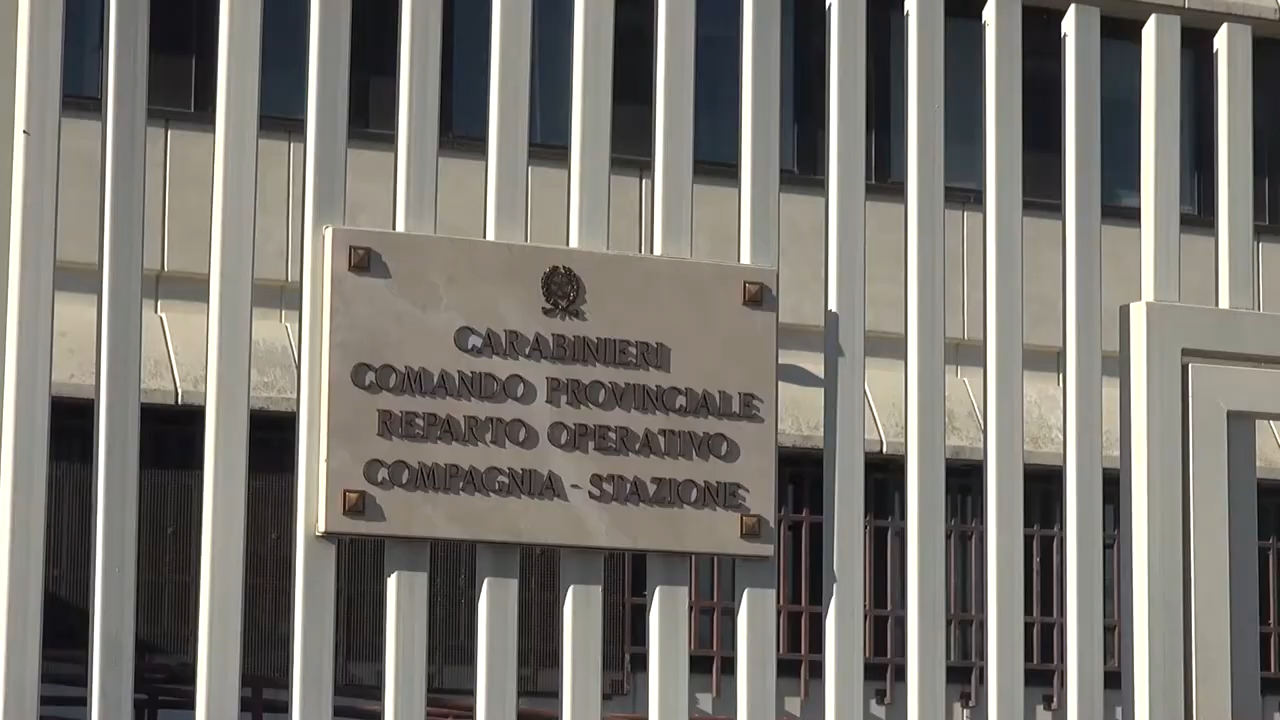 CARABINIERI
COMANDO PROVINCIALE
REPARTO OPERATIVO
COMPAGNIA - STAZIONE